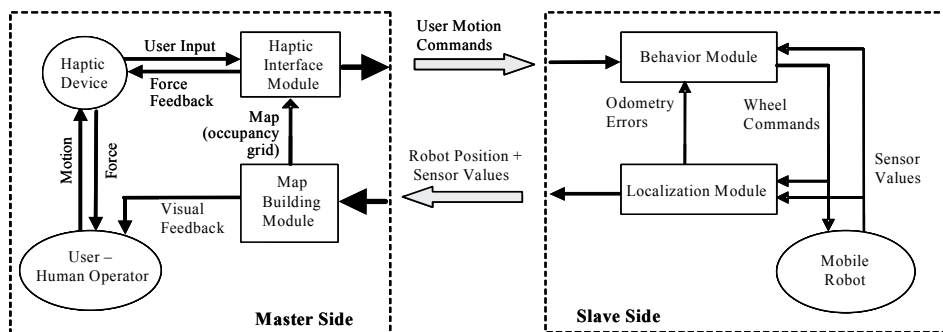 User Input
Haptic
Device
Force
Feedback
Haptic
Interface
Module
Map
(occupancy
grid)
Motion
Force
Visual
Feedback
Map
Building
Module
User –
Human Operator
Master Side
User Motion
Commands
Robot Position +
Sensor Values
Behavior Module
Odometry
Errors
Wheel
Commands
Sensor
Values
Localization Module
Mobile
Robot
Slave Side